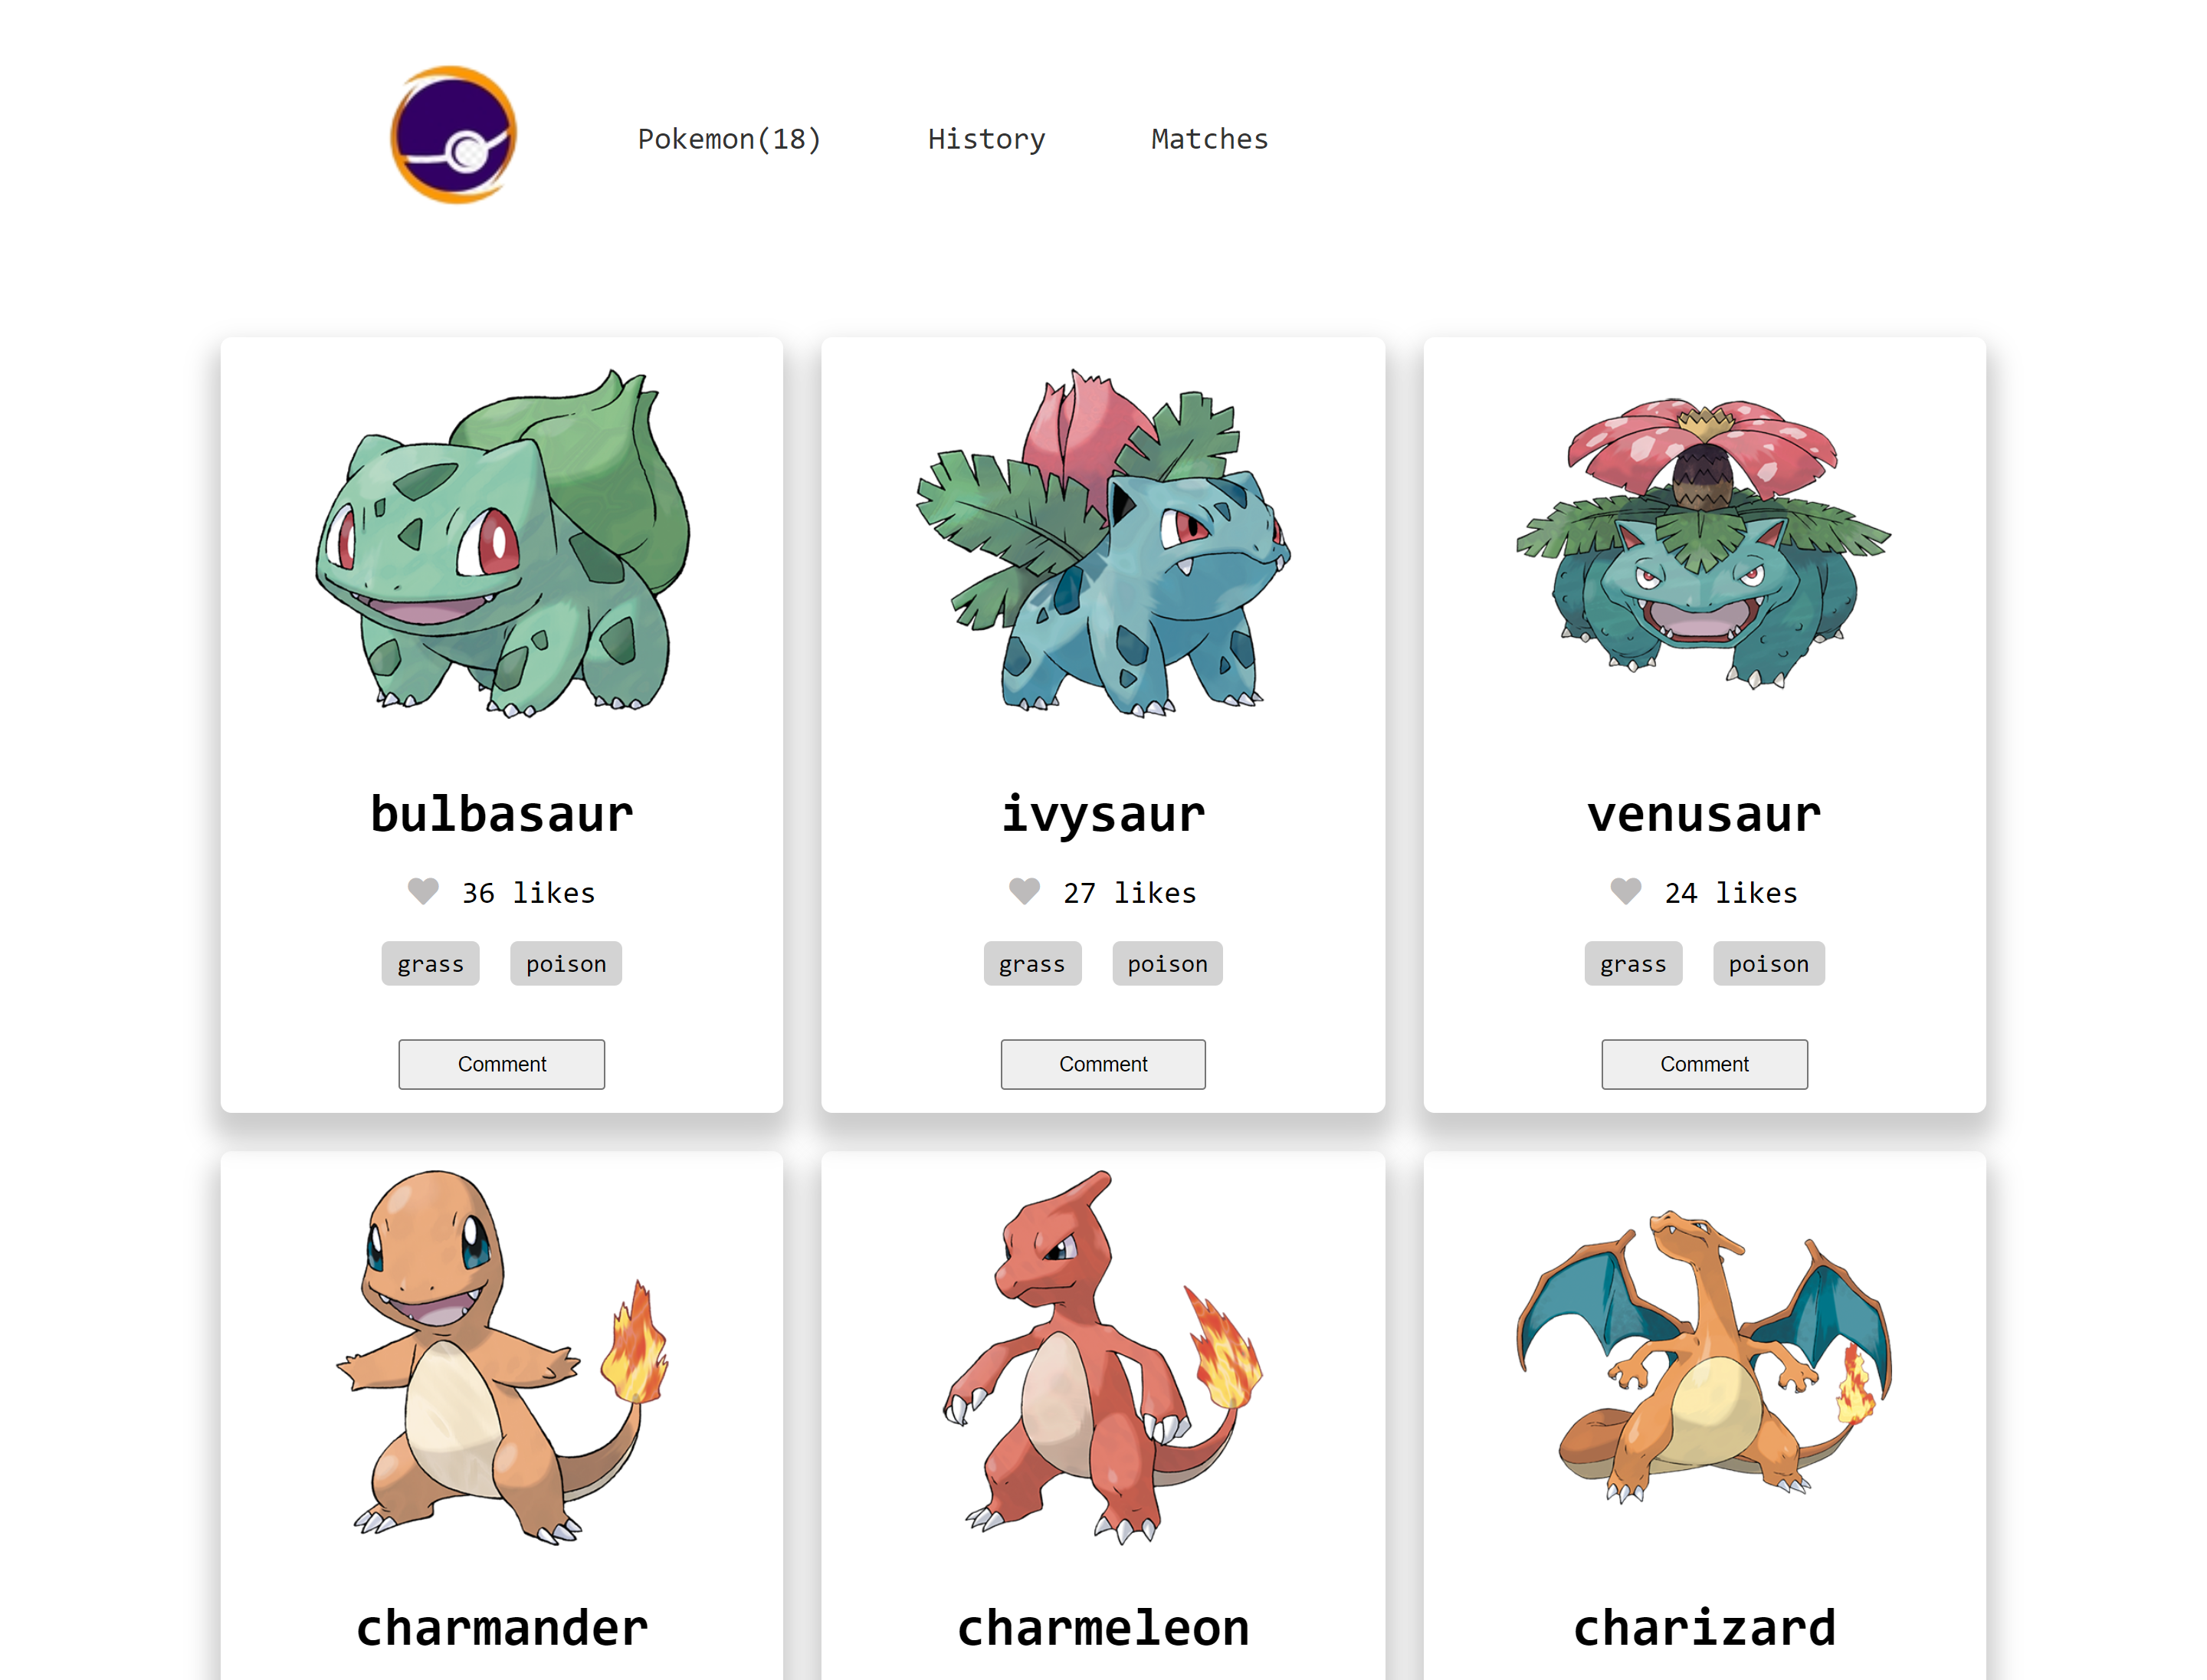 Pokemon(18) History Matches
bulbasaur ivysaur venusaur
36 likes 27 likes 24 likes
grass poison grass poison grass poison
Comment Comment Comment
charmander charmeleon charizard